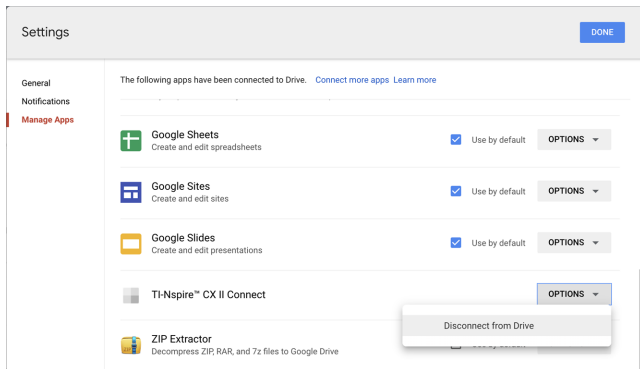 Settings
DONE
General
Notifications
Manage Apps
The following apps have been connected to Drive. Connect more apps Learn more
Google Sheets
Create and edit spreadsheets
Use by default
OPTIONS
Google Sites
Create and edit sites
Use by default
OPTIONS
Google Slides
Create and edit presentations
Use by default
OPTIONS
TI-Nspire™ CX II Connect
OPTIONS
Disconnect from Drive
ZIP Extractor
Decompress ZIP, RAR, and 7z files to Google Drive
Use by default